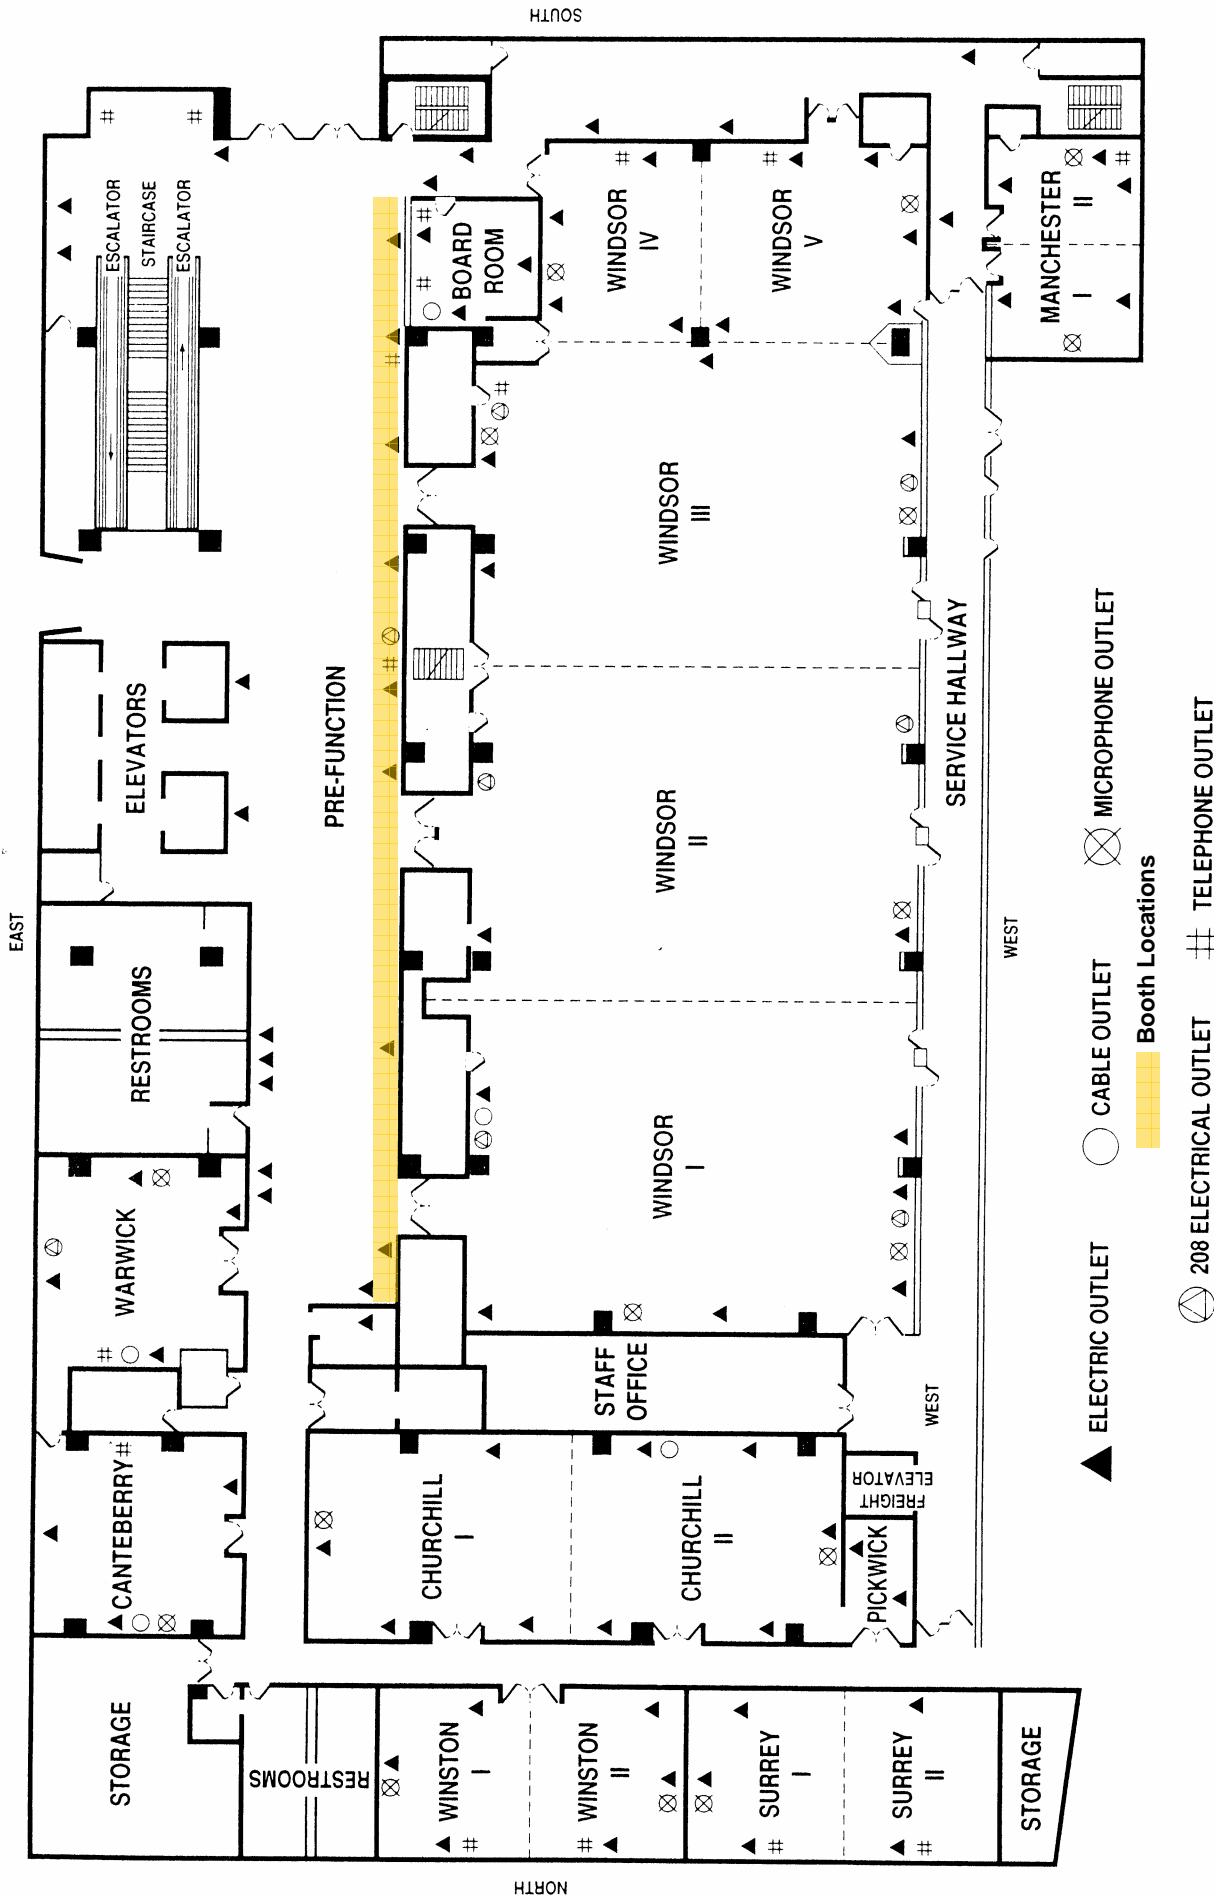 SOUTH
ESCALATOR
STAIRCASE
ESCALATOR
BOARD
ROOM
WINDSOR
IV
WINDSOR
V
MANCHESTER
I
II
WINDSOR
III
EAST
ELEVATORS
PRE-FUNCTION
WINDSOR
II
SERVICE HALLWAY
RESTROOMS
WEST
WARWICK
WINDSOR
I
STAFF
OFFICE
WEST
CANTEBERRY
CHURCHILL
I
CHURCHILL
II
FREIGHT
ELEVATOR
PICKWICK
STORAGE
RESTROOMS
WINSTON
I
WINSTON
II
SURREY
I
SURREY
II
STORAGE
NORTH
ELECTRIC OUTLET
CABLE OUTLET
MICROPHONE OUTLET
Booth Locations
208 ELECTRICAL OUTLET
TELEPHONE OUTLET